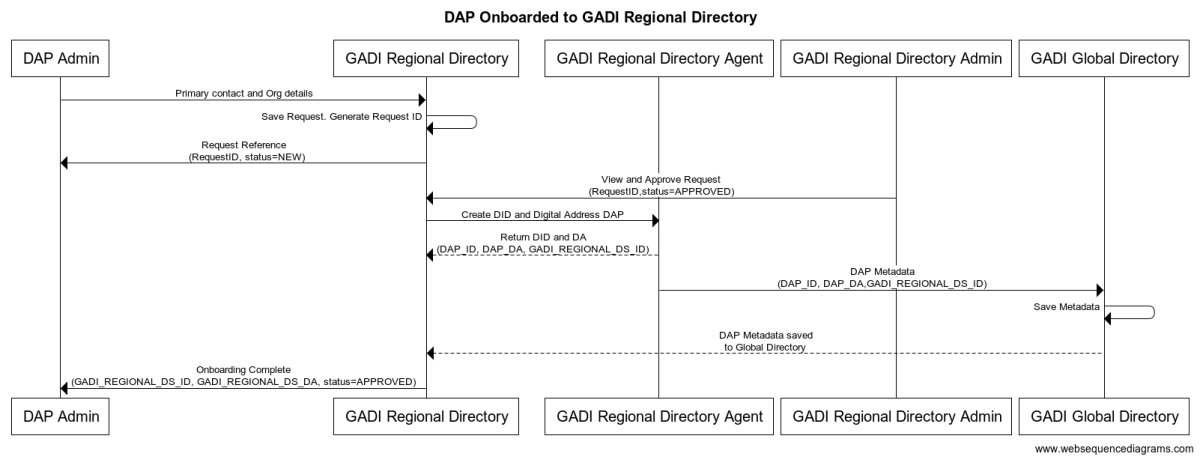 DAP Onboarded to GADI Regional Directory
DAP Admin
GADI Regional Directory
GADI Regional Directory Agent
GADI Regional Directory Admin
GADI Global Directory
Primary contact and Org details
Save Request. Generate Request ID
Request Reference
(RequestID, status=NEW)
View and Approve Request
(RequestID,status=APPROVED)
Create DID and Digital Address DAP
Return DID and DA
(DAP_ID, DAP_DA, GADI_REGIONAL_DS_ID)
DAP Metadata
(DAP_ID, DAP_DA,GADI_REGIONAL_DS_ID)
Save Metadata
DAP Metadata saved
to Global Directory
Onboarding Complete
(GADI_REGIONAL_DS_ID, GADI_REGIONAL_DS_DA, status=APPROVED)
DAP Admin
GADI Regional Directory
GADI Regional Directory Agent
GADI Regional Directory Admin
GADI Global Directory
www.websequencediagrams.com